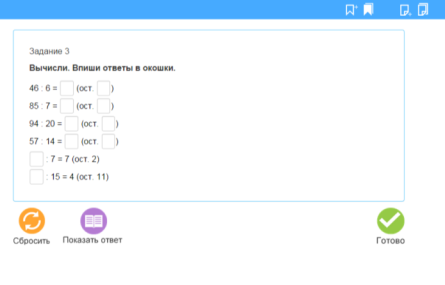 Задание 3
Вычисли. Впиши ответы в окошки.
46 : 6 = (ост. )
85 : 7 = (ост. )
94 : 20 = (ост. )
57 : 14 = (ост. )
: 7 = 7 (ост. 2)
: 15 = 4 (ост. 11)
Сбросить Показать ответ Готово